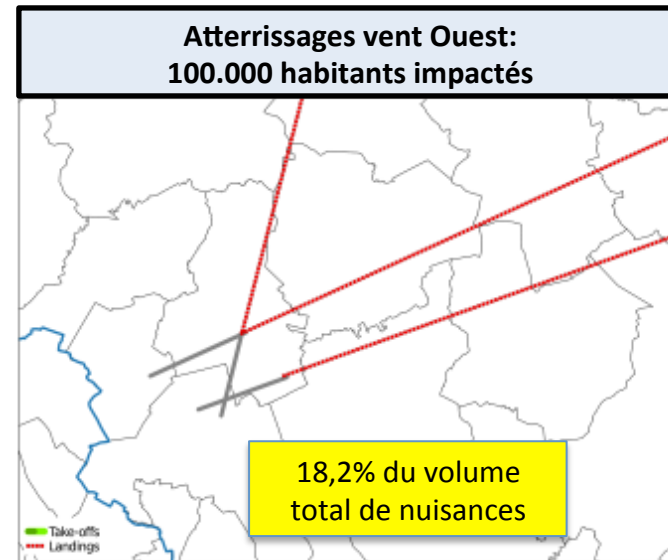 Atterrissages vent Ouest:
100.000 habitants impactés
18,2% du volume
total de nuisances
Take-offs
Landings